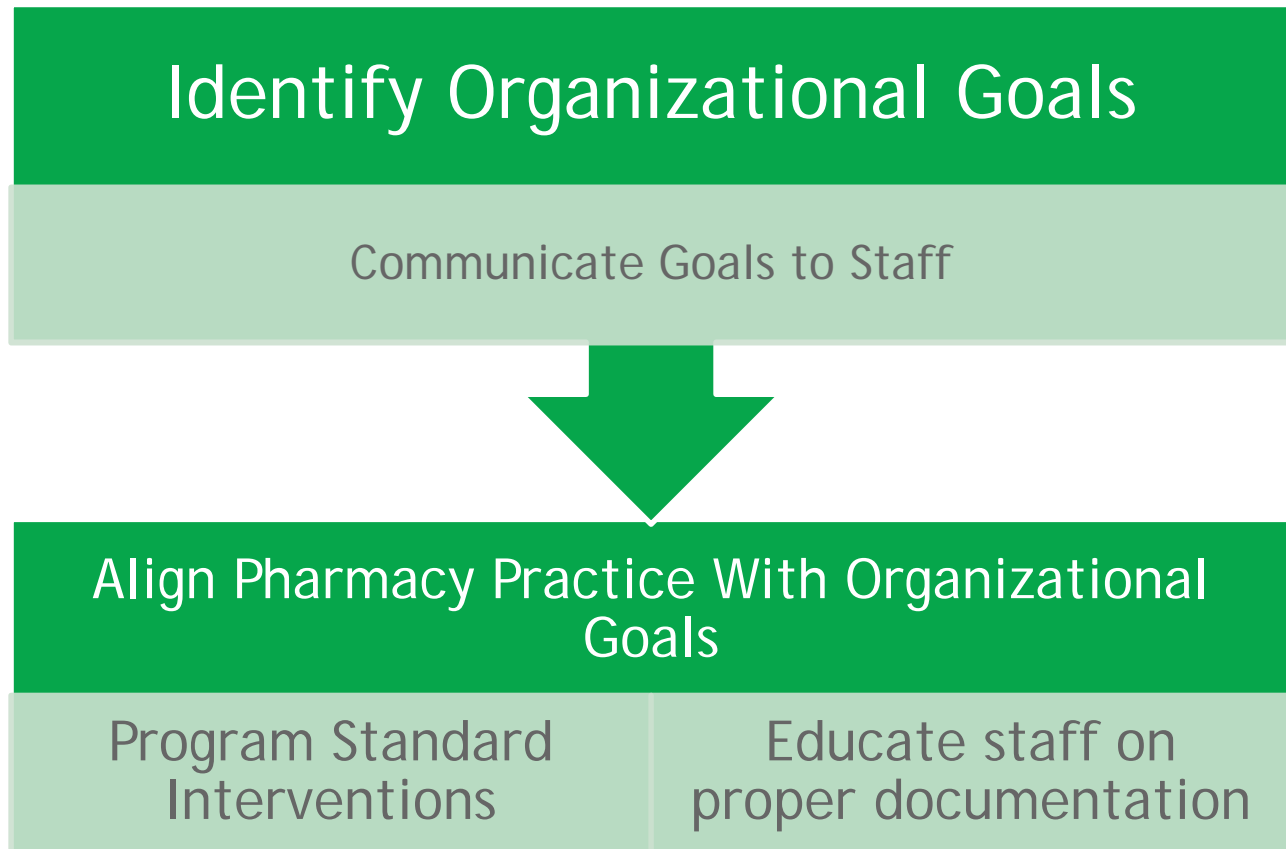 Identify Organizational Goals
Communicate Goals to Staff
Align Pharmacy Practice With Organizational
Goals
Program Standard
Interventions
Educate staff on
proper documentation